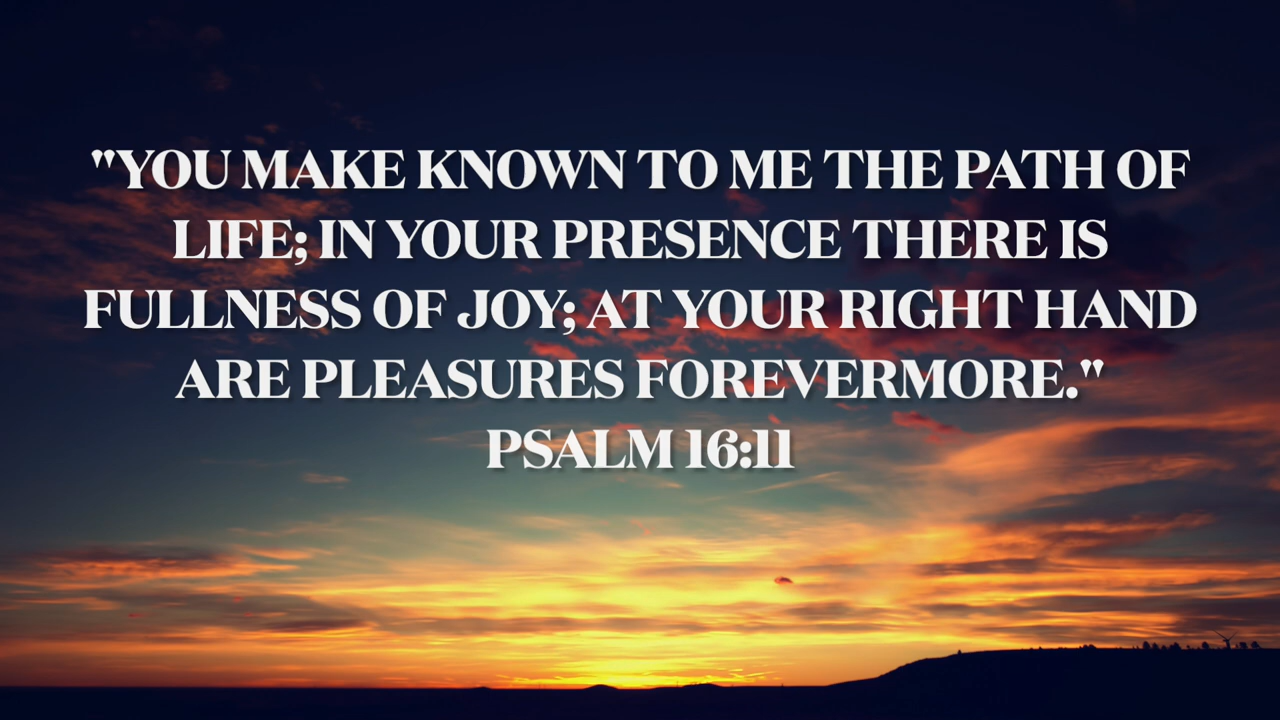 "YOU MAKE KNOWN TO ME THE PATH OF
LIFE; IN YOUR PRESENCE THERE IS
FULLNESS OF JOY; AT YOUR RIGHT HAND
ARE PLEASURES FOREVERMORE."
PSALM 16:11